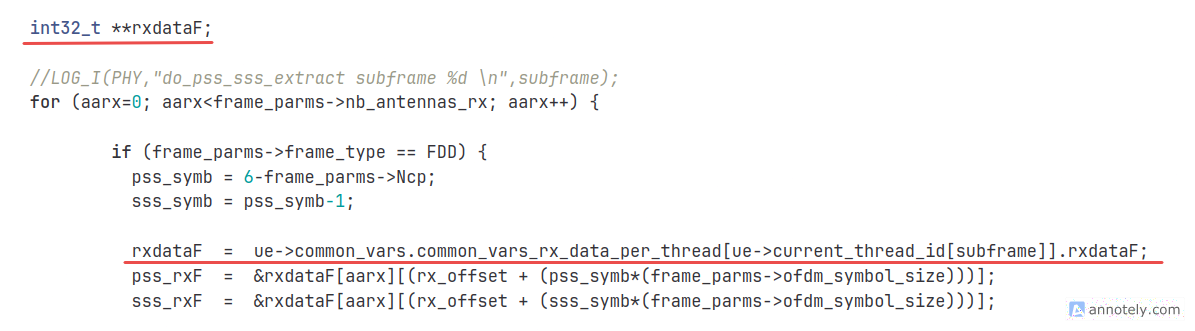 int32_t **rxdataF;
//LOG_I(PHY,"do_pss_sss_extract subframe %d \n",subframe);
for (aarx=0; aarx<frame_parms->nb_antennas_rx; aarx++) {
if (frame_parms->frame_type == FDD) {
pss_symb = 6-frame_parms->Ncp;
sss_symb = pss_symb-1;
rxdataF  =  ue->common_vars.common_vars_rx_data_per_thread[ue->current_thread_id[subframe]].rxdataF;
pss_rxF  =  &rxdataF[aarx][(rx_offset + (pss_symb*(frame_parms->ofdm_symbol_size)))];
sss_rxF  =  &rxdataF[aarx][(rx_offset + (sss_symb*(frame_parms->ofdm_symbol_size)))];
annotely.com